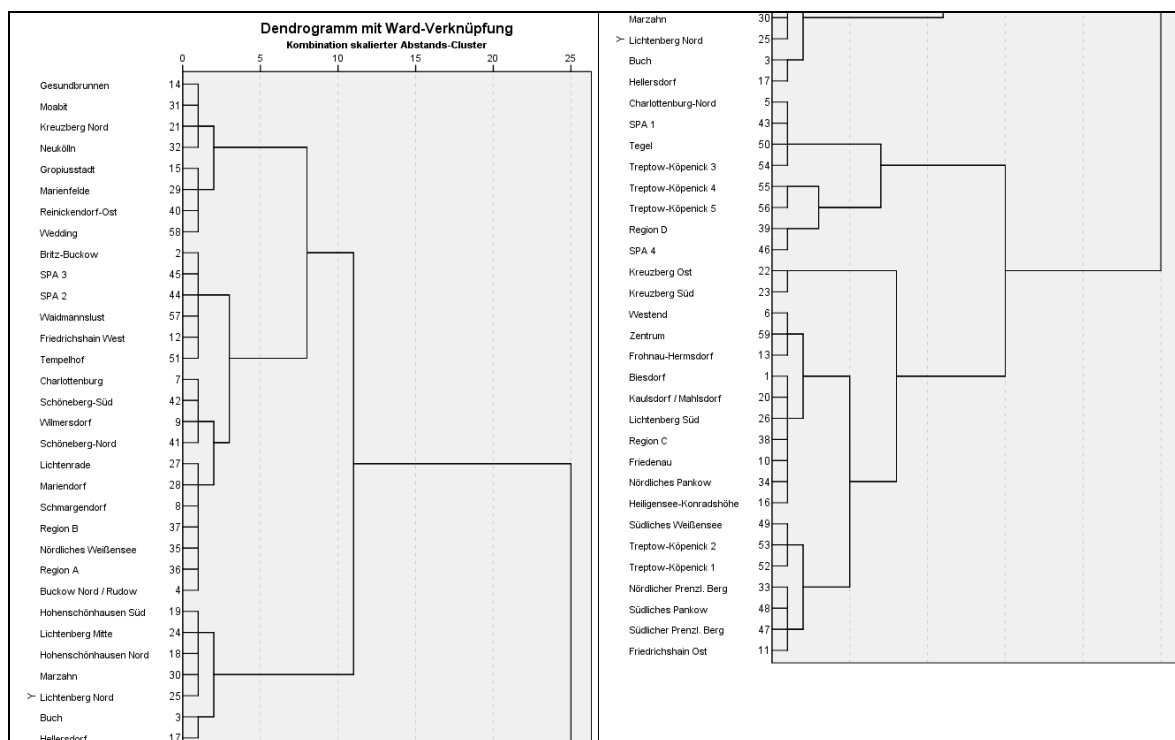 Dendrogramm mit Ward-Verknüpfung
Kombination skalierter Abstands-Cluster
0 5 10 15 20 25
Gesundbrunnen 14
Moabit 31
Kreuzberg Nord 21
Neukölln 32
Gropiusstadt 15
Marienfelde 29
Reinickendorf-Ost 40
Wedding 58
Britz-Buckow 2
SPA 3 45
SPA 2 44
Waidmannslust 57
Friedrichshain West 12
Tempelhof 51
Charlottenburg 7
Schöneberg-Süd 42
Wilmersdorf 9
Schöneberg-Nord 41
Lichtenrade 27
Mariendorf 28
Schmargendorf 8
Region B 37
Nördliches Weißensee 35
Region A 36
Buckow Nord / Rudow 4
Hohenschönhausen Süd 19
Lichtenberg Mitte 24
Hohenschönhausen Nord 18
Marzahn 30
Y Lichtenberg Nord 25
Buch 3
Hellersdorf 17
Marzahn 30
Y Lichtenberg Nord 25
Buch 3
Hellersdorf 17
Charlottenburg-Nord 5
SPA 1 43
Tegel 50
Treptow-Köpenick 3 54
Treptow-Köpenick 4 55
Treptow-Köpenick 5 56
Region D 39
SPA 4 46
Kreuzberg Ost 22
Kreuzberg Süd 23
Westend 6
Zentrum 59
Frohnau-Hermsdorf 13
Biesdorf 1
Kaulsdorf / Mahlsdorf 20
Lichtenberg Süd 26
Region C 38
Friedenau 10
Nördliches Pankow 34
Heiligensee-Konradshöhe 16
Südliches Weißensee 49
Treptow-Köpenick 2 53
Treptow-Köpenick 1 52
Nördlicher Prenzl. Berg 33
Südliches Pankow 48
Südlicher Prenzl. Berg 47
Friedrichshain Ost 11